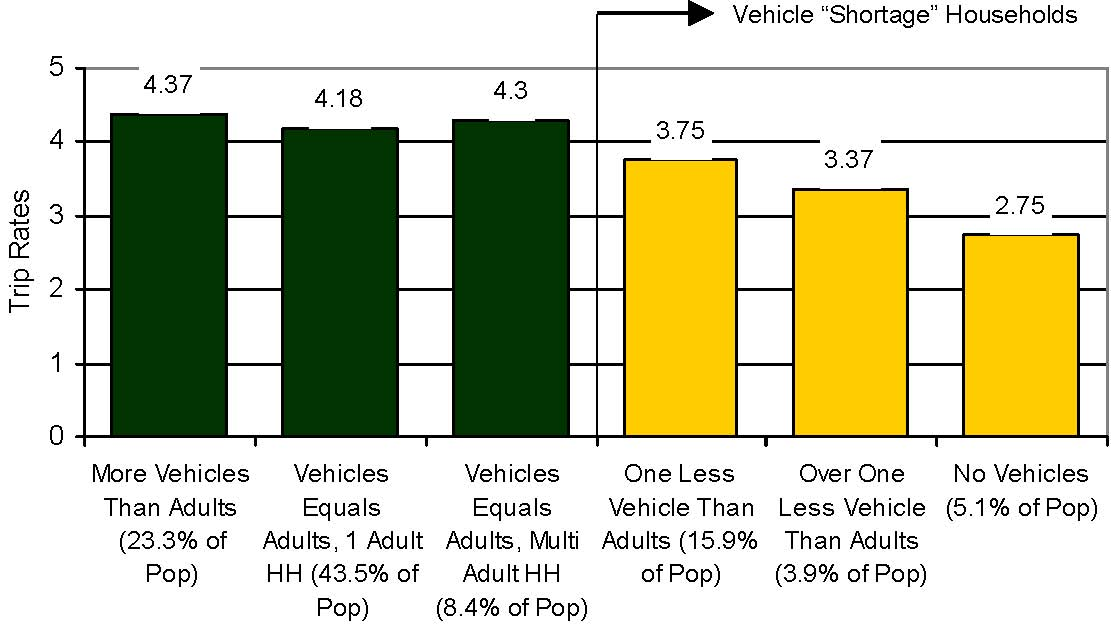 Vehicle “Shortage” Households
5
4
3
2
1
0
Trip Rates
4.37
4.18
4.3
3.75
3.37
2.75
More Vehicles
Than Adults
(23.3% of
Pop)
Vehicles
Equals
Adults, 1 Adult
HH (43.5% of
Pop)
Vehicles
Equals
Adults, Multi
Adult HH
(8.4% of Pop)
One Less
Vehicle Than
Adults (15.9%
of Pop)
Over One
Less Vehicle
Than Adults
(3.9% of Pop)
No Vehicles
(5.1% of Pop)